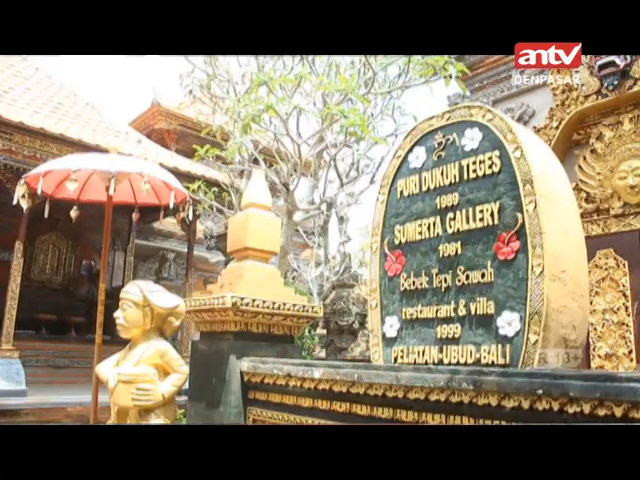 antv
DENPASAR
PURI DUKUH TEGES
1989
SUMERTA GALLERY
1981
Bebek Tepi Sawah
restaurant & villa
1999
PELIATAN-UBUD-BALI
R 13+